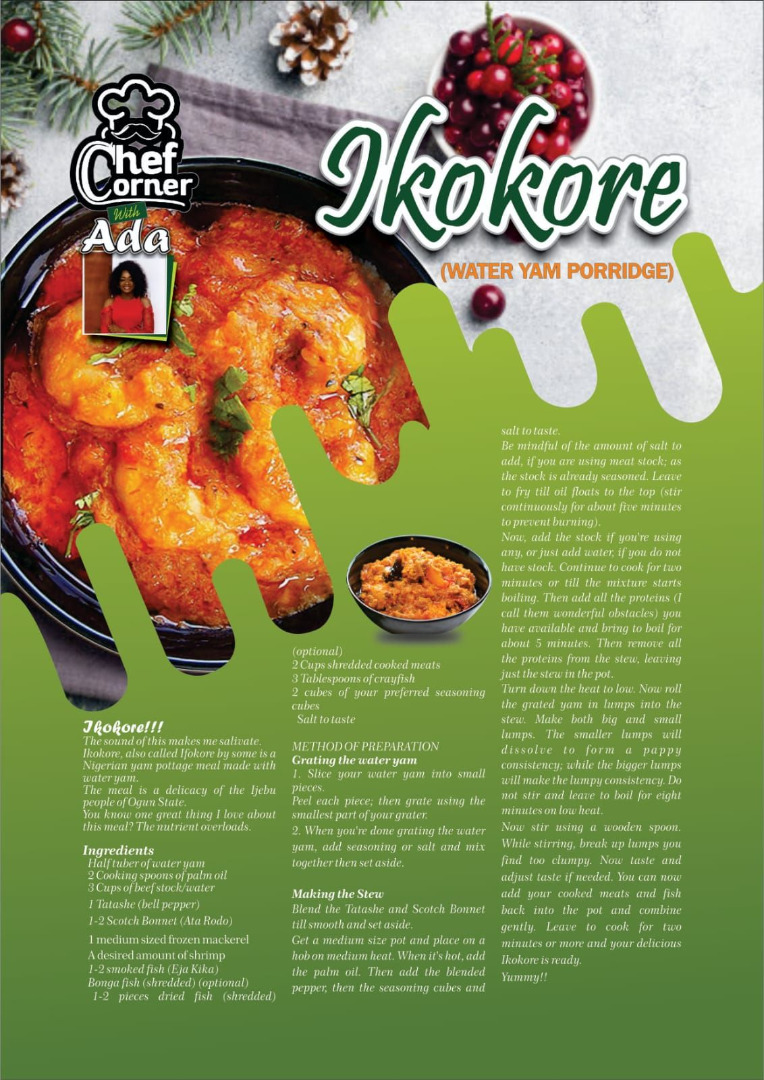 Chef
Corner
With
Ada
Ikokore
(WATER YAM PORRIDGE)
Ikokore!!!
The sound of this makes me salivate.
Ikokore, also called Ifokore by some is a
Nigerian yam pottage meal made with
water yam.
The meal is a delicacy of the Ijebu
people of Ogun State.
You know one great thing I love about
this meal? The nutrient overloads.
Ingredients
Half tuber of water yam
2 Cooking spoons of palm oil
3 Cups of beef stock/water
1 Tatashe (bell pepper)
1-2 Scotch Bonnet (Ata Rodo)
1 medium sized frozen mackerel
A desired amount of shrimp
1-2 smoked fish (Eja Kika)
Bonga fish (shredded) (optional)
1-2 pieces dried fish (shredded)
(optional)
2 Cups shredded cooked meats
3 Tablespoons of crayfish
2 cubes of your preferred seasoning
cubes
Salt to taste
METHOD OF PREPARATION
Grating the water yam
1. Slice your water yam into small
pieces.
Peel each piece; then grate using the
smallest part of your grater.
2. When you're done grating the water
yam, add seasoning or salt and mix
together then set aside.
Making the Stew
Blend the Tatashe and Scotch Bonnet
till smooth and set aside.
Get a medium size pot and place on a
hob on medium heat. When it's hot, add
the palm oil. Then add the blended
pepper, then the seasoning cubes and
salt to taste.
Be mindful of the amount of salt to
add, if you are using meat stock; as
the stock is already seasoned. Leave
to fry till oil floats to the top (stir
continuously for about five minutes
to prevent burning).
Now, add the stock if you're using
any, or just add water, if you do not
have stock. Continue to cook for two
minutes or till the mixture starts
boiling. Then add all the proteins (I
call them wonderful obstacles) you
have available and bring to boil for
about 5 minutes. Then remove all
the proteins from the stew, leaving
just the stew in the pot.
Turn down the heat to low. Now roll
the grated yam in lumps into the
stew. Make both big and small
lumps. The smaller lumps will
dissolve to form a pappy
consistency; while the bigger lumps
will make the lumpy consistency. Do
not stir and leave to boil for eight
minutes on low heat.
Now stir using a wooden spoon.
While stirring, break up lumps you
find too clumpy. Now taste and
adjust taste if needed. You can now
add your cooked meats and fish
back into the pot and combine
gently. Leave to cook for two
minutes or more and your delicious
Ikokore is ready.
Yummy!!